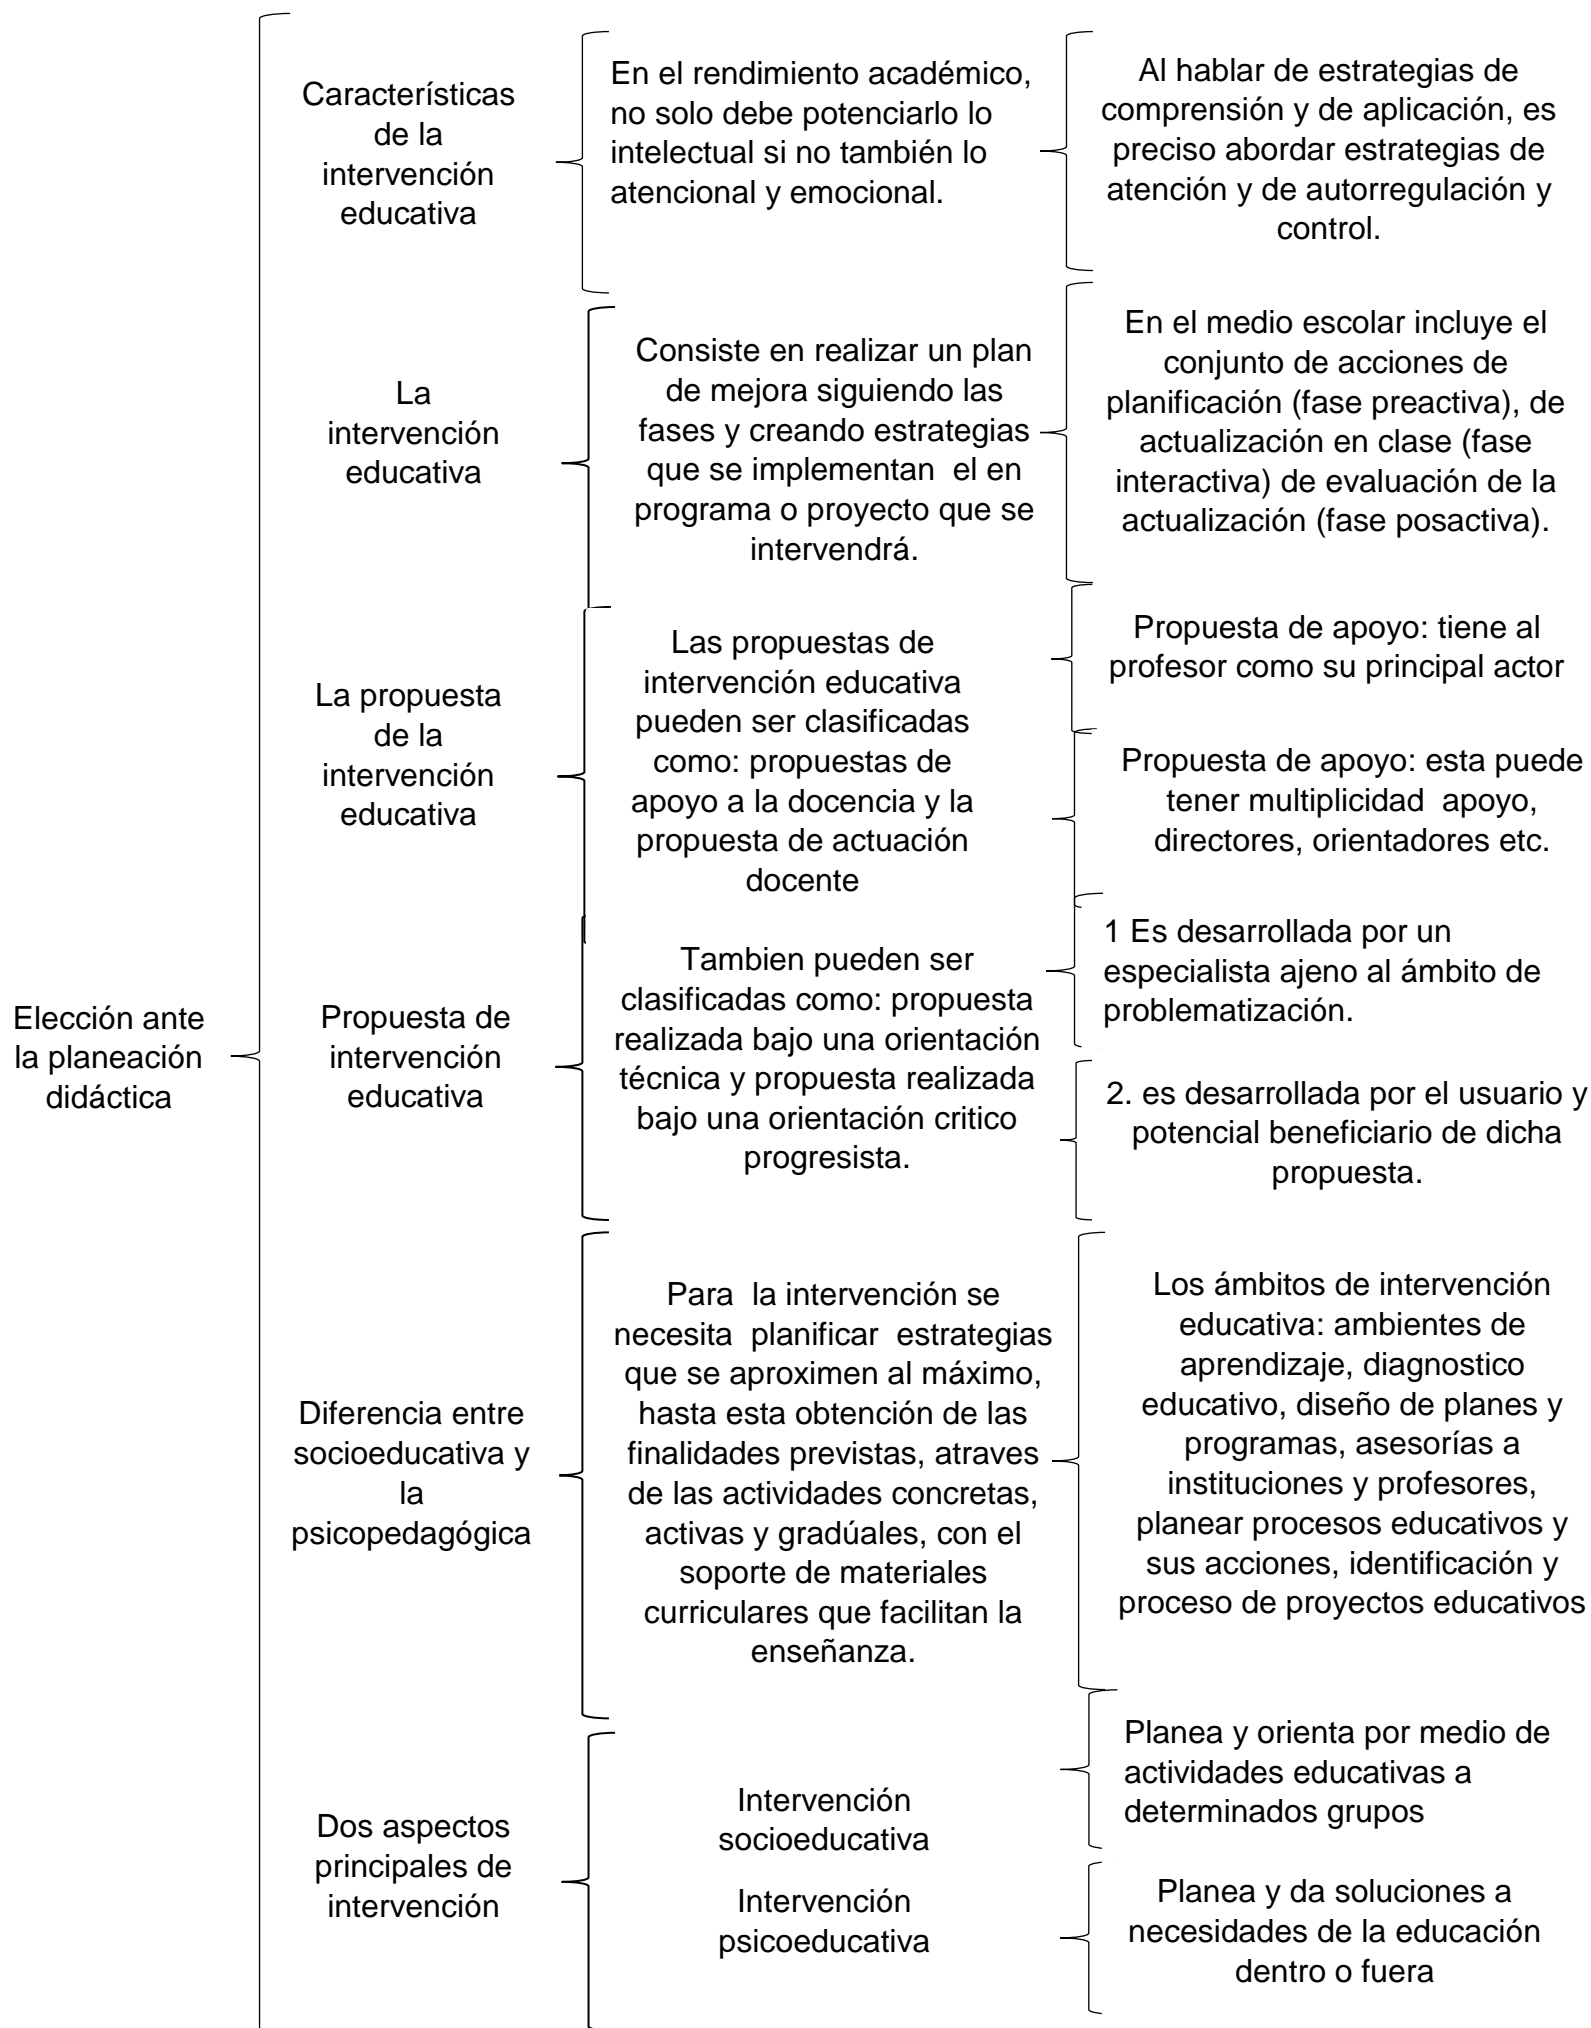 Elección ante
la planeación
didáctica
Características
de la
intervención
educativa
En el rendimiento académico,
no solo debe potenciarlo lo
intelectual si no también lo
atencional y emocional.
Al hablar de estrategias de
comprensión y de aplicación, es
preciso abordar estrategias de
atención y de autorregulación y
control.
La
intervención
educativa
Consiste en realizar un plan
de mejora siguiendo las
fases y creando estrategias
que se implementan el en
programa o proyecto que se
intervendrá.
En el medio escolar incluye el
conjunto de acciones de
planificación (fase preactiva), de
actualización en clase (fase
interactiva) de evaluación de la
actualización (fase posactiva).
La propuesta
de la
intervención
educativa
Las propuestas de
intervención educativa
pueden ser clasificadas
como: propuestas de
apoyo a la docencia y la
propuesta de actuación
docente
Propuesta de apoyo: tiene al
profesor como su principal actor
Propuesta de apoyo: esta puede
tener multiplicidad apoyo,
directores, orientadores etc.
Propuesta de
intervención
educativa
Tambien pueden ser
clasificadas como: propuesta
realizada bajo una orientación
técnica y propuesta realizada
bajo una orientación critico
progresista.
1 Es desarrollada por un
especialista ajeno al ámbito de
problematización.
2. es desarrollada por el usuario y
potencial beneficiario de dicha
propuesta.
Diferencia entre
socioeducativa y
la
psicopedagógica
Para la intervención se
necesita planificar estrategias
que se aproximen al máximo,
hasta esta obtención de las
finalidades previstas, atraves
de las actividades concretas,
activas y gradúales, con el
soporte de materiales
curriculares que facilitan la
enseñanza.
Los ámbitos de intervención
educativa: ambientes de
aprendizaje, diagnostico
educativo, diseño de planes y
programas, asesorías a
instituciones y profesores,
planear procesos educativos y
sus acciones, identificación y
proceso de proyectos educativos
Dos aspectos
principales de
intervención
Intervención
socioeducativa
Planea y orienta por medio de
actividades educativas a
determinados grupos
Intervención
psicoeducativa
Planea y da soluciones a
necesidades de la educación
dentro o fuera